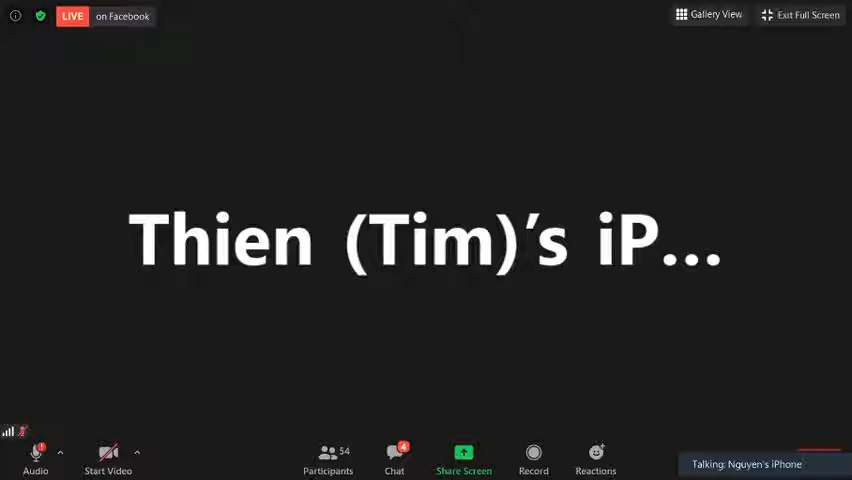 LIVE on Facebook
Gallery View
Exit Full Screen
Thien (Tim)’s iP...
54
4
Audio
Start Video
Participants
Chat
Share Screen
Record
Reactions
Talking: Nguyen's iPhone